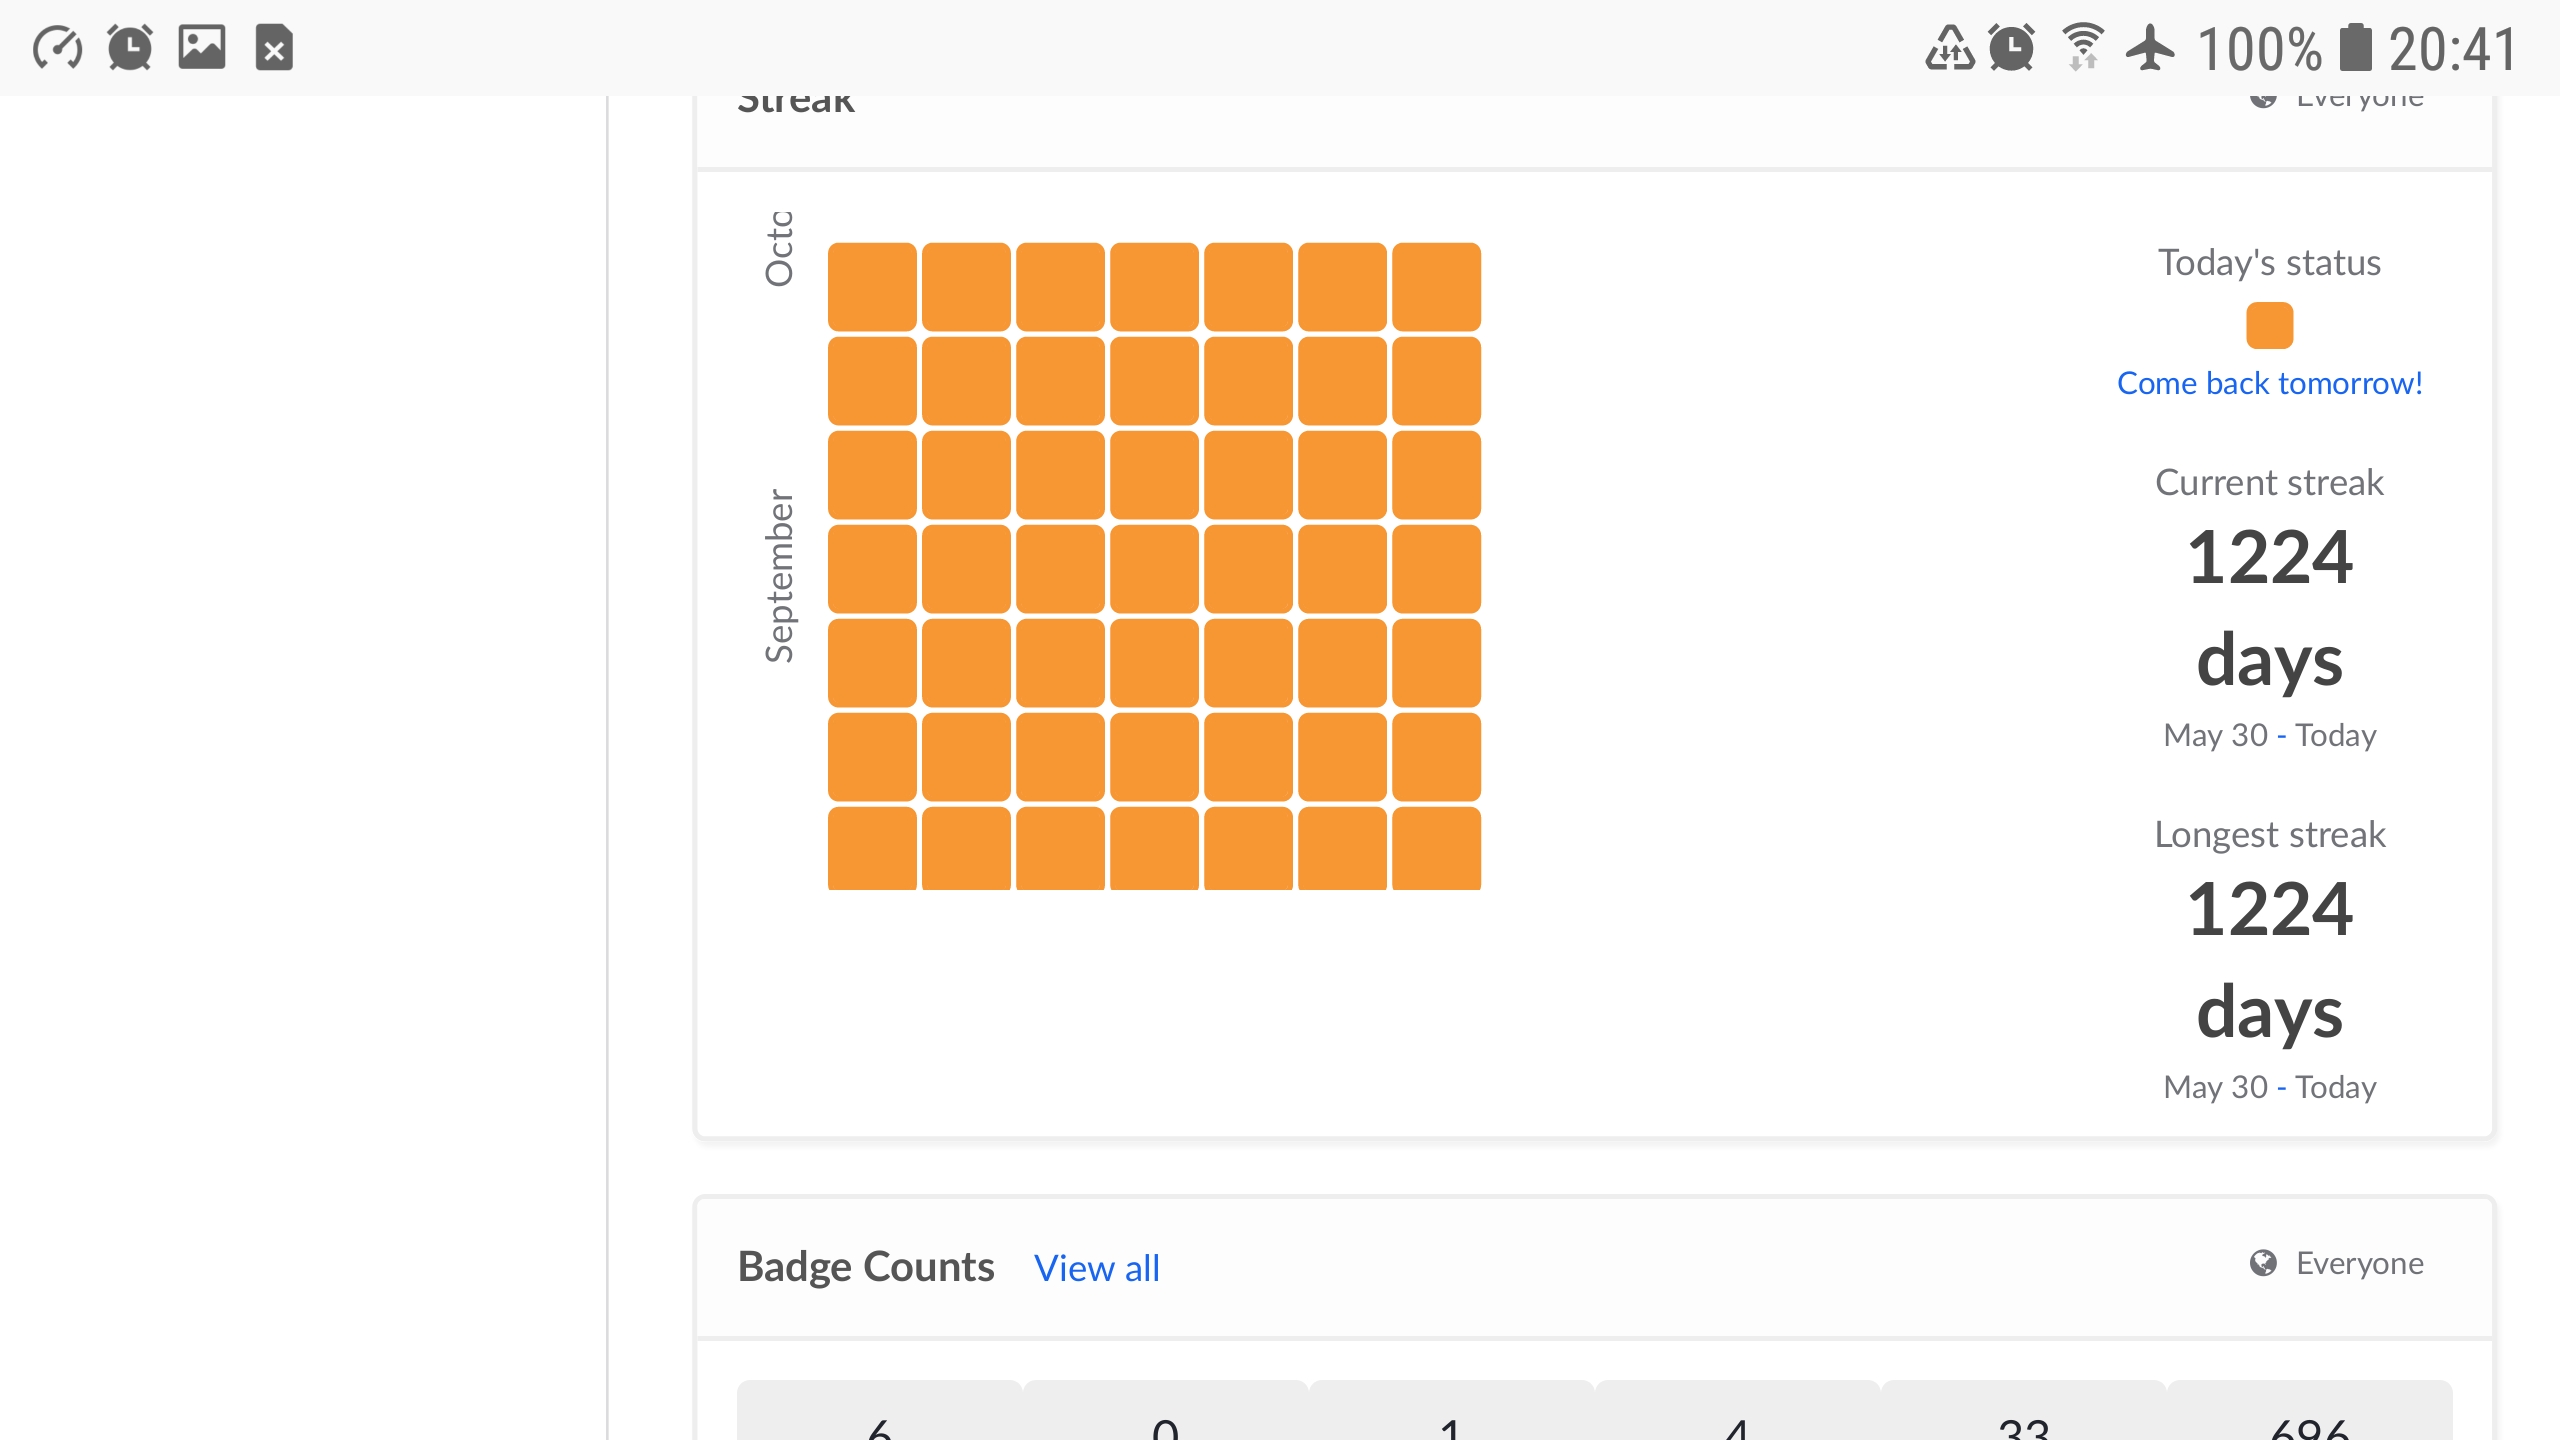 100% 20:41
Streak
Everyone
Octo
September
Today's status
Come back tomorrow!
Current streak
1224
days
May 30 - Today
Longest streak
1224
days
May 30 - Today
Badge Counts View all
Everyone
6 0 1 4 33 696